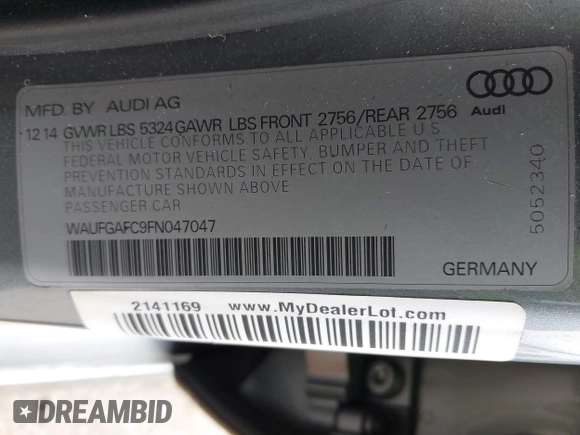 MFD. BY AUDI AG
Audi
12 14 GVWR LBS 5324 GAWR LBS FRONT 2756/REAR 2756
THIS VEHICLE CONFORMS TO ALL APPLICABLE U.S.
FEDERAL MOTOR VEHICLE SAFETY, BUMPER AND THEFT
PREVENTION STANDARDS IN EFFECT ON THE DATE OF
MANUFACTURE SHOWN ABOVE
PASSENGER CAR
WAUFGAFC9FN047047
5052340
GERMANY
2141169 www.MyDealerLot.com
DREAMBID